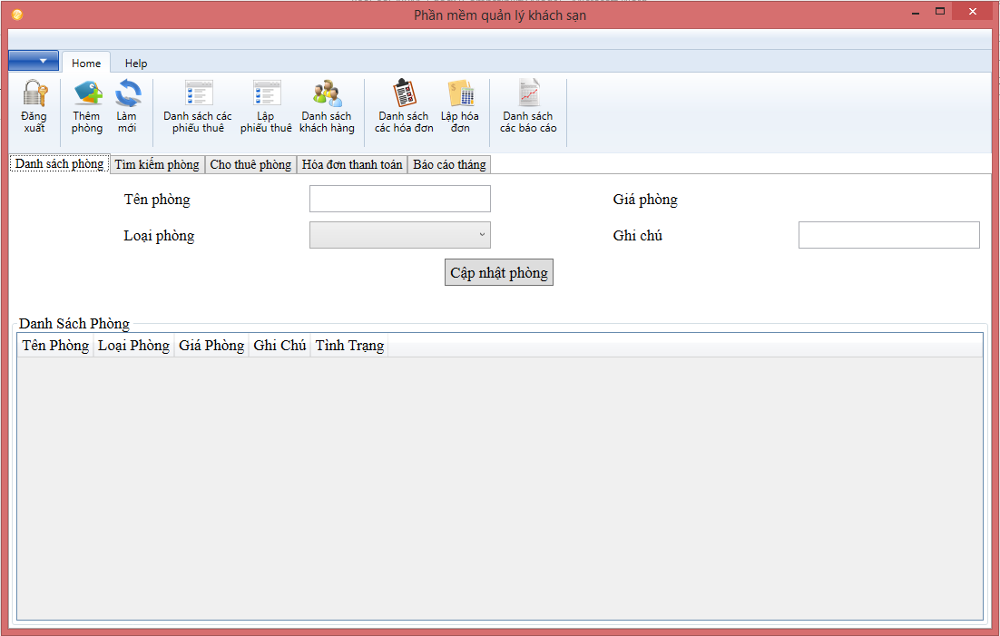 Phần mềm quản lý khách sạn
Home Help
Đăng xuất
Thêm phòng
Làm mới
Danh sách các phiếu thuê
Lập phiếu thuê
Danh sách khách hàng
Danh sách các hóa đơn
Lập hóa đơn
Danh sách các báo cáo
Danh sách phòng Tìm kiếm phòng Cho thuê phòng Hóa đơn thanh toán Báo cáo tháng
Tên phòng Giá phòng
Loại phòng Ghi chú
Cập nhật phòng
Danh Sách Phòng
Tên Phòng Loại Phòng Giá Phòng Ghi Chú Tình Trạng